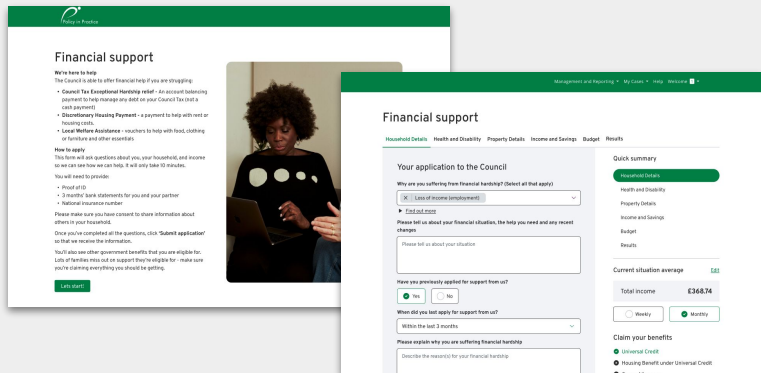 Policy in Practice
Financial support
We're here to help
The Council is able to offer financial help if you are struggling:
• Council Tax Exceptional Hardship relief - An account balancing
payment to help manage any debt on your Council Tax (not a
cash payment)
• Discretionary Housing Payment - a payment to help with rent or
housing costs.
• Local Welfare Assistance - vouchers to help with food, clothing
or furniture and other essentials
How to apply
This form will ask questions about you, your household, and income
so we can see how we can help. It will only take 10 minutes.
You will need to provide:
• Proof of ID
• 3 months' bank statements for you and your partner
• National insurance number
Please make sure you have consent to share information about
others in your household.
Once you've completed all the questions, click 'Submit application'
so that we receive the information.
You'll also see other government benefits that you are eligible for.
Lots of families miss out on support they're eligible for - make sure
you're claiming everything you should be getting.
Lets start!
Management and Reporting My Cases Help Welcome
Financial support
Household Details Health and Disability Property Details Income and Savings Budget Results
Your application to the Council
Why are you suffering from financial hardship? (Select all that apply)
× Loss of income (employment)
Find out more
Please tell us about your financial situation, the help you need and any recent
changes
Please tell us about your situation
Have you previously applied for support from us?
Yes No
When did you last apply for support from us?
Within the last 3 months
Please explain why you are suffering financial hardship
Describe the reason(s) for your financial hardship
Quick summary
Household Details
Health and Disability
Property Details
Income and Savings
Budget
Results
Current situation average Edit
Total income £368.74
Weekly Monthly
Claim your benefits
Universal Credit
Housing Benefit under Universal Credit